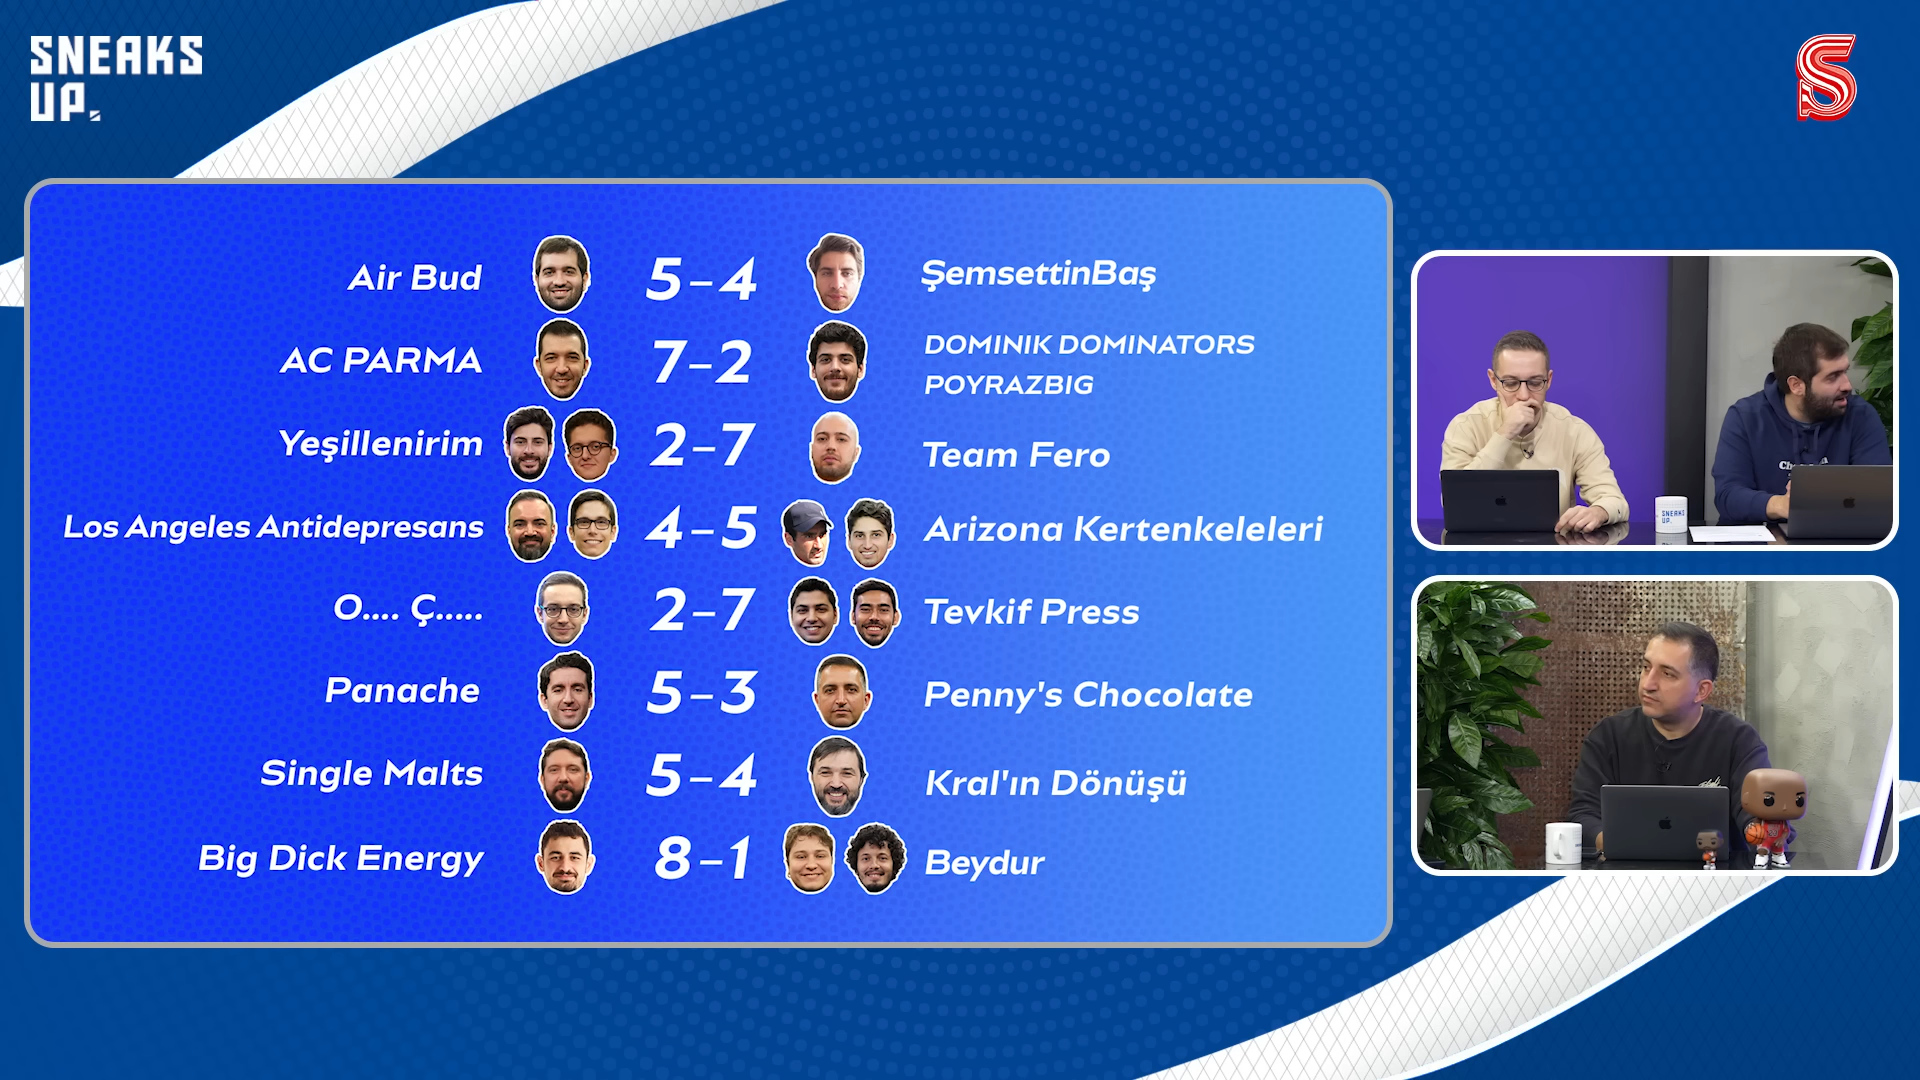 SNEAKS
UP.
S
Air Bud 5-4 ŞemsettinBaş
AC PARMA 7-2 DOMINIK DOMINATORS
POYRAZBIG
Yeşillenirim 2-7 Team Fero
Los Angeles Antidepresans 4-5 Arizona Kertenkeleleri
O.... Ç..... 2-7 Tevkif Press
Panache 5-3 Penny's Chocolate
Single Malts 5-4 Kral'ın Dönüşü
Big Dick Energy 8-1 Beydur
SNEAKS
UP.